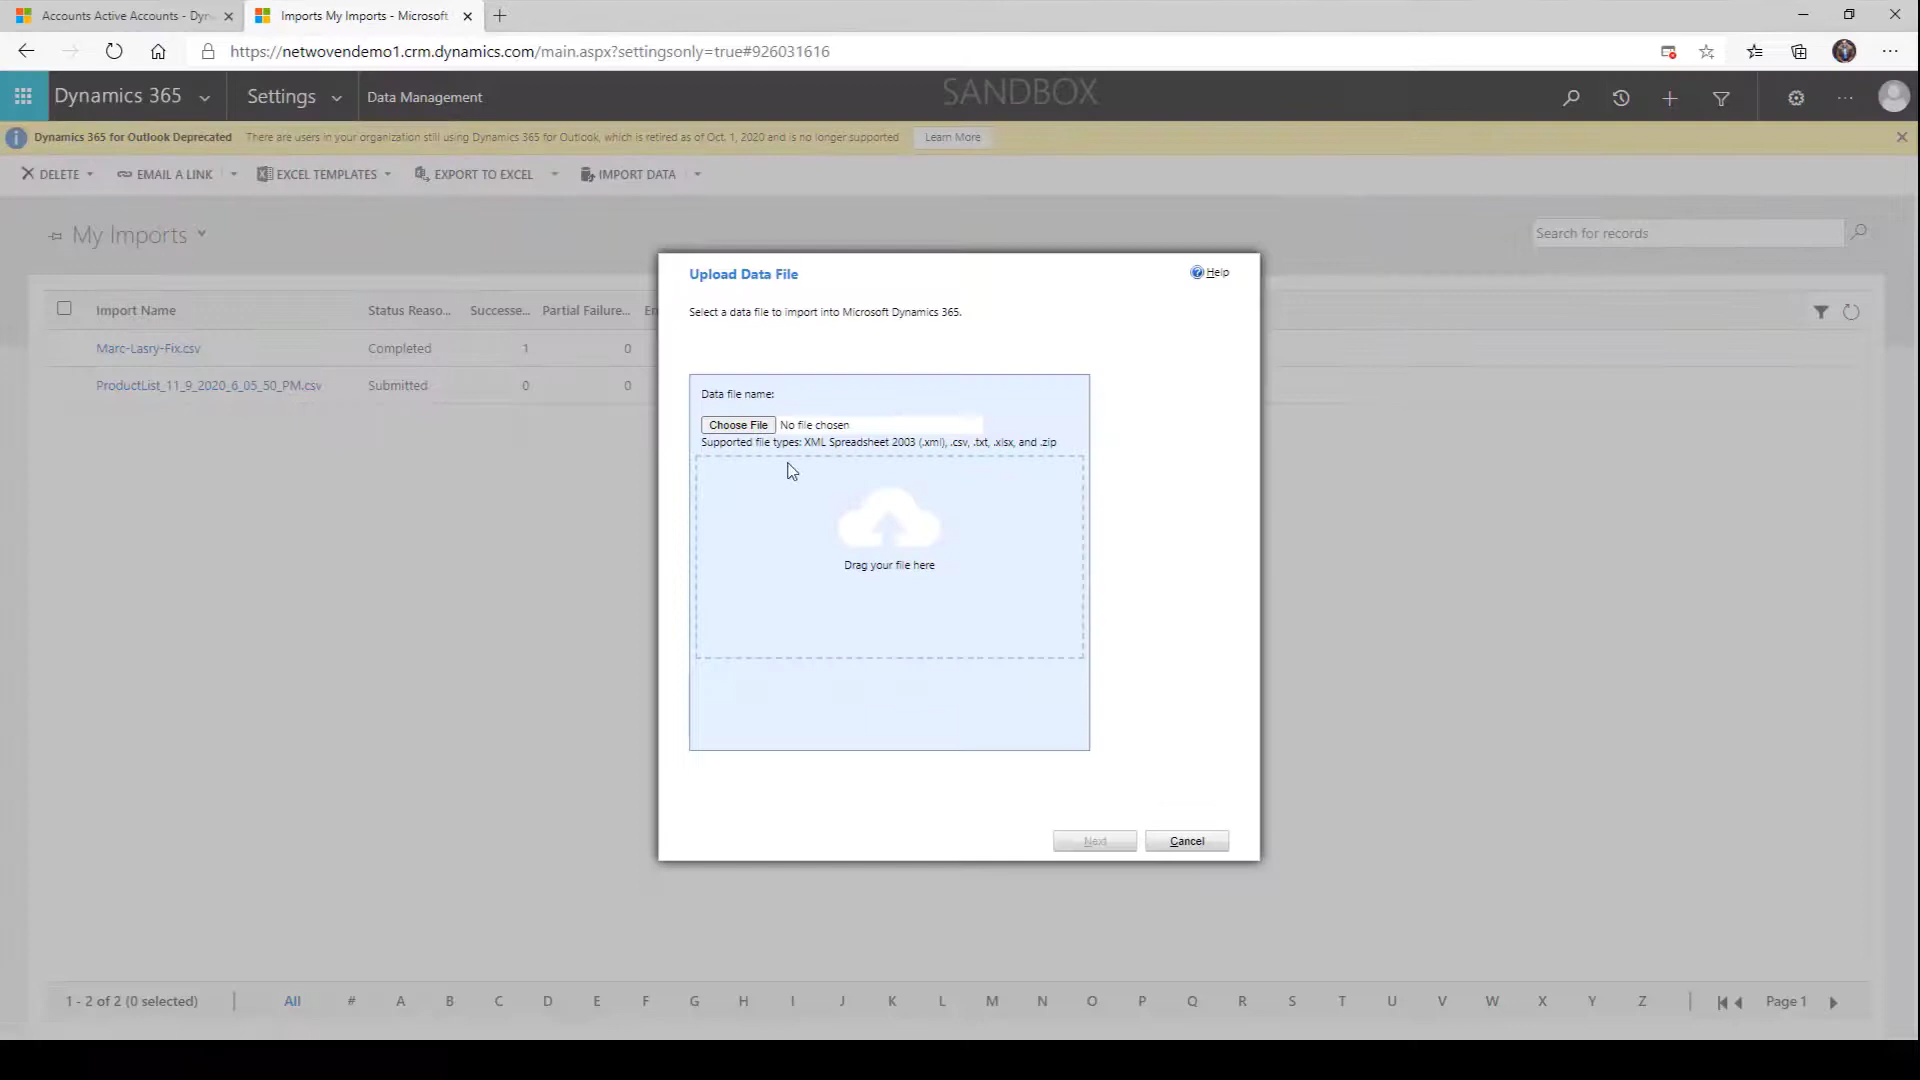 Accounts Active Accounts - Dyn
Imports My Imports - Microsoft
https://netwovendemo1.crm.dynamics.com/main.aspx?settingsonly=true#926031616
Dynamics 365
Settings
Data Management
SANDBOX
Dynamics 365 for Outlook Deprecated There are users in your organization still using Dynamics 365 for Outlook, which is retired as of Oct. 1, 2020 and is no longer supported Learn More
DELETE EMAIL A LINK EXCEL TEMPLATES EXPORT TO EXCEL IMPORT DATA
My Imports
Search for records
Import Name Status Reaso... Successe... Partial Failure... Er
Marc-Lasry-Fix.csv Completed 1 0
ProductList_11_9_2020_6_05_50_PM.csv Submitted 0 0
Upload Data File
Help
Select a data file to import into Microsoft Dynamics 365.
Data file name:
Choose File No file chosen
Supported file types: XML Spreadsheet 2003 (.xml), .csv, .txt, .xlsx, and .zip
Drag your file here
Next Cancel
1 - 2 of 2 (0 selected) All # A B C D E F G H I J K L M N O P Q R S T U V W X Y Z Page 1